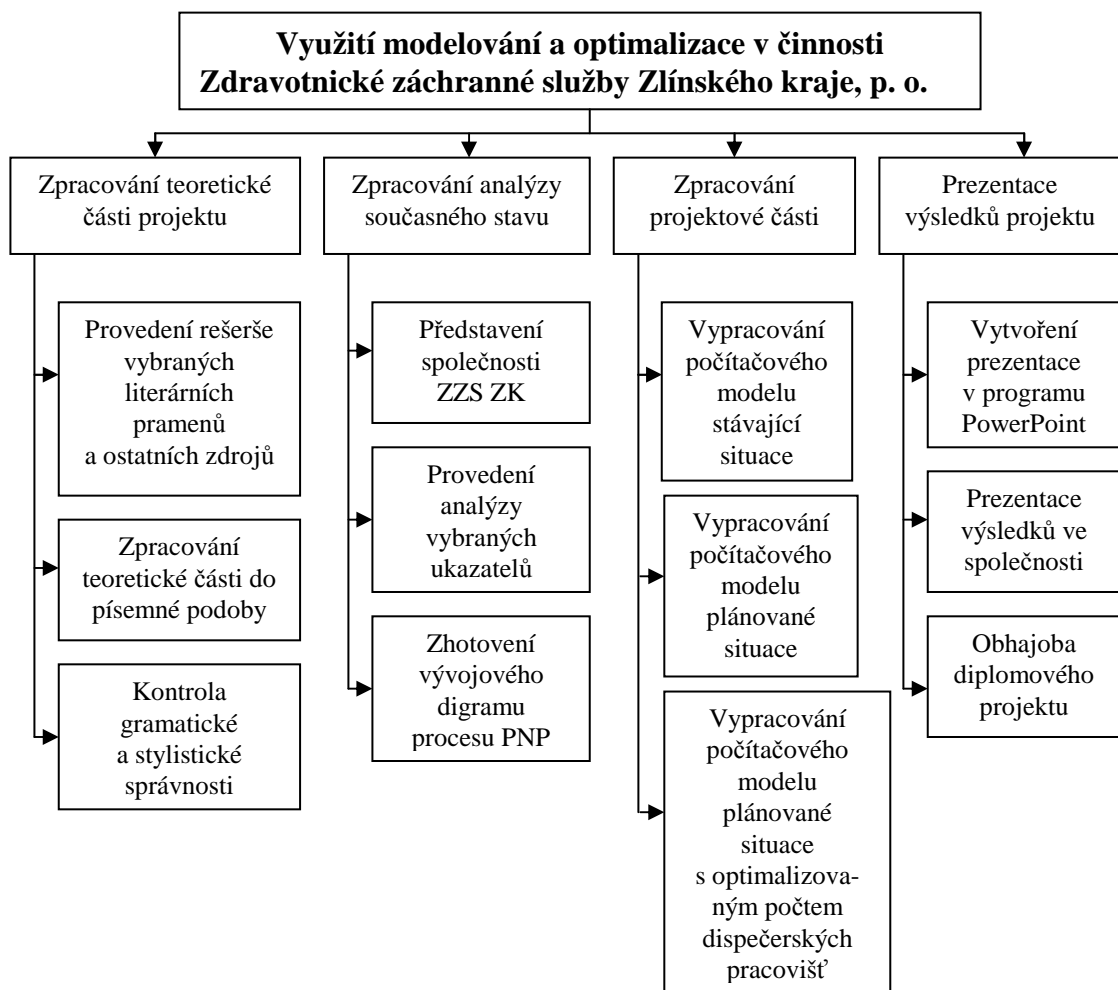 Využití modelování a optimalizace v činnosti
Zdravotnické záchranné služby Zlínského kraje, p. o.
Zpracování teoretické
části projektu
Provedení rešerše
vybraných
literárních
pramenů
a ostatních zdrojů
Zpracování
teoretické části do
písemné podoby
Kontrola
gramatické
a stylistické
správnosti
Zpracování analýzy
současného stavu
Představení
společnosti
ZZS ZK
Provedení
analýzy
vybraných
ukazatelů
Zhotovení
vývojového
digramu
procesu PNP
Zpracování
projektové části
Vypracování
počítačového
modelu
stávající
situace
Vypracování
počítačového
modelu
plánované
situace
Vypracování
počítačového
modelu
plánované
situace
s optimalizova-
ným počtem
dispečerských
pracovišť
Prezentace
výsledků projektu
Vytvoření
prezentace
v programu
PowerPoint
Prezentace
výsledků ve
společnosti
Obhajoba
diplomového
projektu